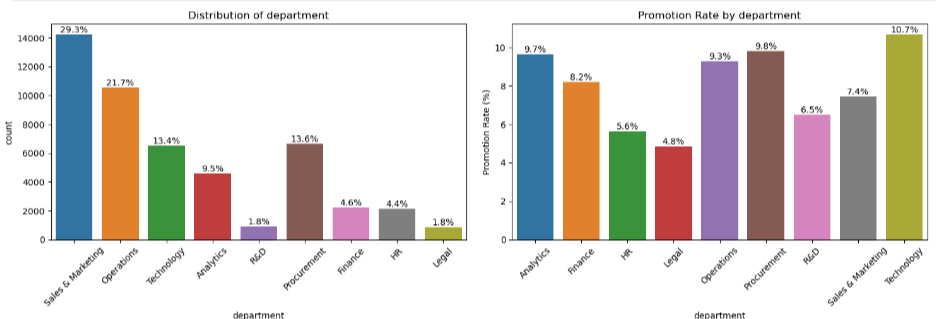 Distribution of department
29.3%
21.7%
13.4%
9.5%
1.8%
13.6%
4.6%
4.4%
1.8%
14000
12000
10000
8000
6000
4000
2000
0
count
Sales & Marketing
Operations
Technology
Analytics
R&D
Procurement
Finance
HR
Legal
department
Promotion Rate by department
9.7%
8.2%
5.6%
4.8%
9.3%
9.8%
6.5%
7.4%
10.7%
10
8
6
4
2
0
Promotion Rate (%)
Analytics
Finance
HR
Legal
Operations
Procurement
R&D
Sales & Marketing
Technology
department